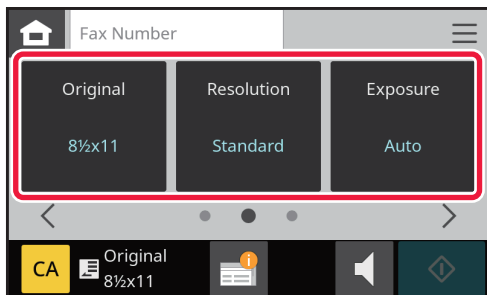 Fax Number
Original
Resolution
Exposure
8½x11
Standard
Auto
CA
Original
8½x11
i